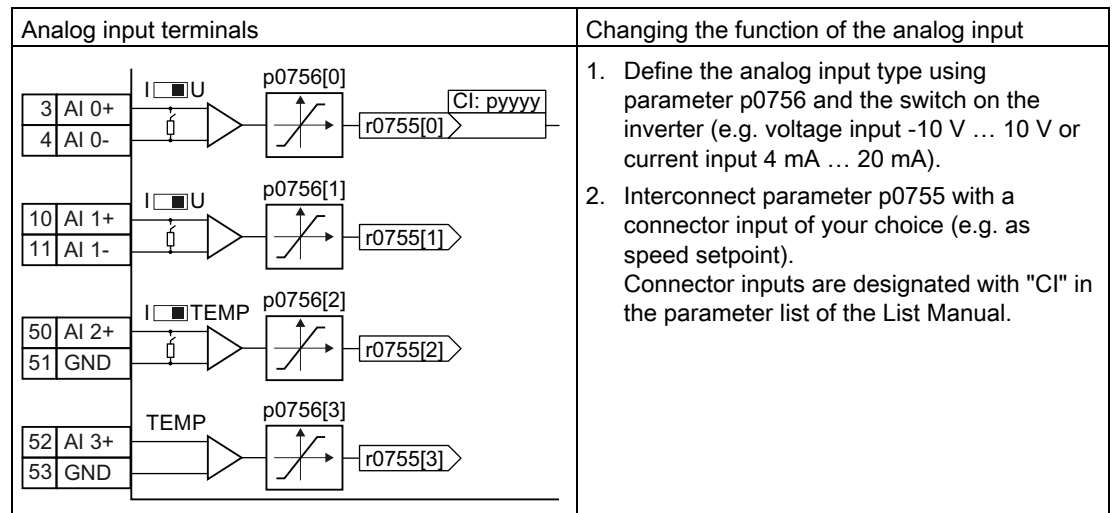 Analog input terminals
Changing the function of the analog input
I U
p0756[0]
3 AI 0+
4 AI 0-
r0755[0]
CI: pyyyy
I U
p0756[1]
10 AI 1+
11 AI 1-
r0755[1]
I TEMP
p0756[2]
50 AI 2+
51 GND
r0755[2]
TEMP
p0756[3]
52 AI 3+
53 GND
r0755[3]
1. Define the analog input type using
parameter p0756 and the switch on the
inverter (e.g. voltage input -10 V … 10 V or
current input 4 mA … 20 mA).
2. Interconnect parameter p0755 with a
connector input of your choice (e.g. as
speed setpoint).
Connector inputs are designated with "CI" in
the parameter list of the List Manual.